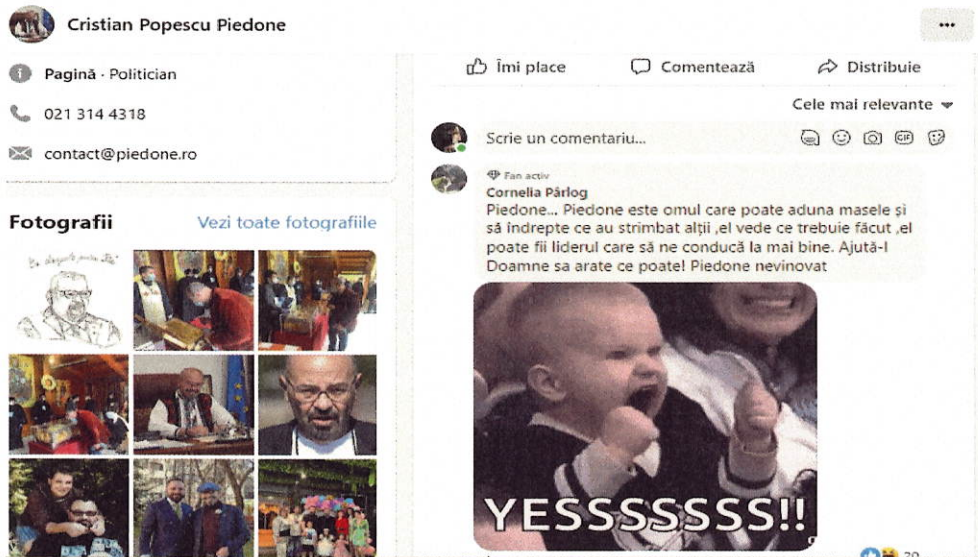 Cristian Popescu Piedone
Pagină · Politician
021 314 4318
contact@piedone.ro
Fotografii
Vezi toate fotografiile
Îmi place
Comentează
Distribuie
Cele mai relevante
Scrie un comentariu...
GIF
Fan activ
Cornelia Pârlog
Piedone... Piedone este omul care poate aduna masele și
să îndrepte ce au strimbat alții ,el vede ce trebuie făcut ,el
poate fii liderul care să ne conducă la mai bine. Ajută-l
Doamne sa arate ce poate! Piedone nevinovat
YESSSSSSSS!!
20